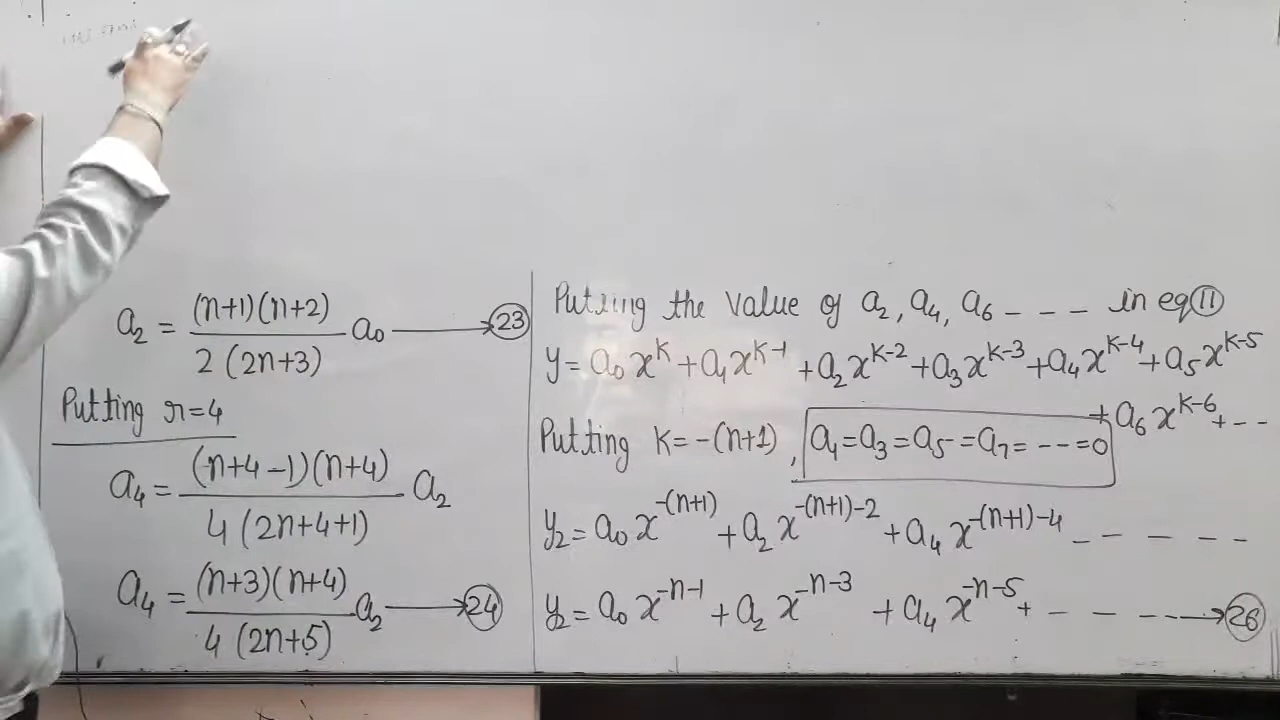 a₂ = (n+1)(n+2) / 2(2n+3) a₀ → (23)
Putting r=4
a₄ = (n+4-1)(n+4) / 4(2n+4+1) a₂
a₄ = (n+3)(n+4) / 4(2n+5) a₂ → (24)
Putting the value of a₂, a₄, a₆ - - - in eq (11)
y = a₀x^k + a₁x^(k-1) + a₂x^(k-2) + a₃x^(k-3) + a₄x^(k-4) + a₅x^(k-5)
+ a₆x^(k-6) + - -
Putting K = -(n+1), a₁=a₃=a₅=a₇= - - =0
y₂ = a₀x^(-(n+1)) + a₂x^(-(n+1)-2) + a₄x^(-(n+1)-4) - - - - -
y₂ = a₀x^(-n-1) + a₂x^(-n-3) + a₄x^(-n-5) + - - - - → (26)